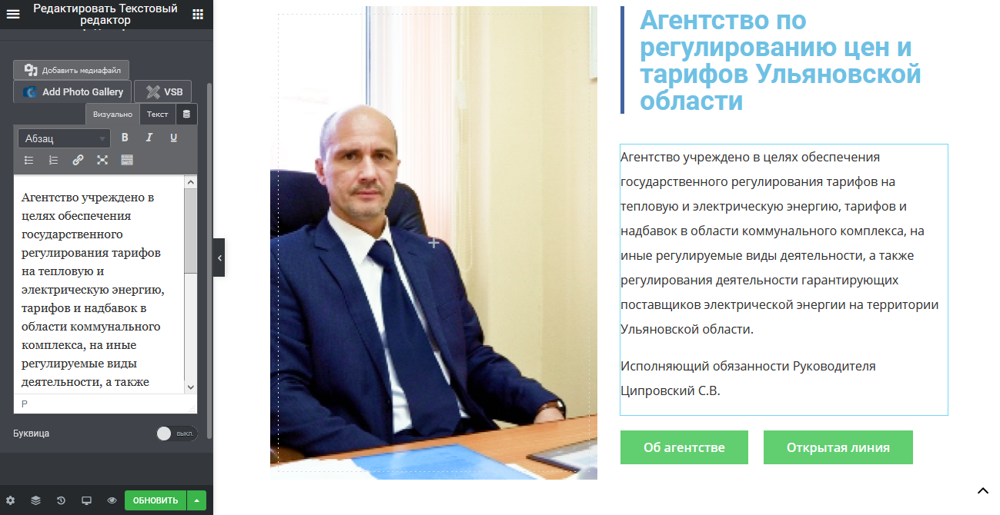 Редактировать Текстовый
редактор
Добавить медиафайл
Add Photo Gallery
VSB
Визуально
Текст
Абзац
B I U
Агентство учреждено в
целях обеспечения
государственного
регулирования тарифов
на тепловую и
электрическую энергию,
тарифов и надбавок в
области коммунального
комплекса, на иные
регулируемые виды
деятельности, а также
P
Буквица
ВЫКЛ.
ОБНОВИТЬ
Агентство по
регулированию цен и
тарифов Ульяновской
области
Агентство учреждено в целях обеспечения
государственного регулирования тарифов на
тепловую и электрическую энергию, тарифов и
надбавок в области коммунального комплекса, на
иные регулируемые виды деятельности, а также
регулирования деятельности гарантирующих
поставщиков электрической энергии на территории
Ульяновской области.
Исполняющий обязанности Руководителя
Ципровский С.В.
Об агентстве
Открытая линия